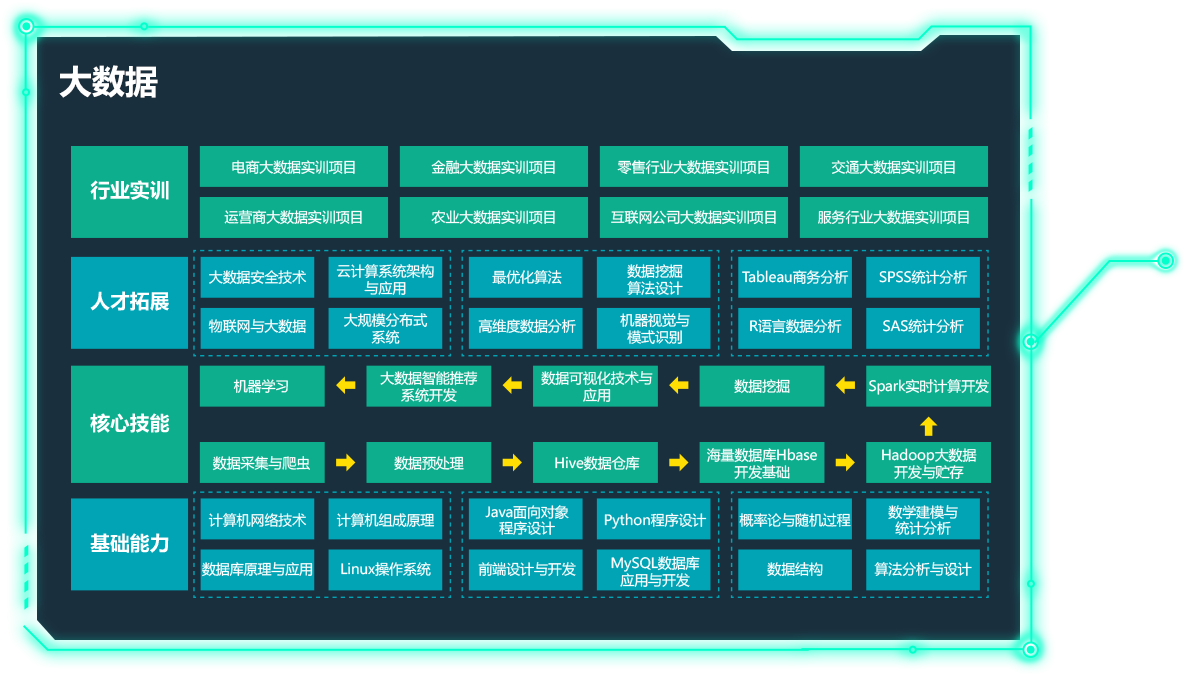 大数据
行业实训
电商大数据实训项目
金融大数据实训项目
零售行业大数据实训项目
交通大数据实训项目
运营商大数据实训项目
农业大数据实训项目
互联网公司大数据实训项目
服务行业大数据实训项目
人才拓展
大数据安全技术
云计算系统架构
与应用
最优化算法
数据挖掘
算法设计
Tableau商务分析
SPSS统计分析
物联网与大数据
大规模分布式
系统
高维度数据分析
机器视觉与
模式识别
R语言数据分析
SAS统计分析
核心技能
机器学习
大数据智能推荐
系统开发
数据可视化技术与
应用
数据挖掘
Spark实时计算开发
数据采集与爬虫
数据预处理
Hive数据仓库
海量数据库Hbase
开发基础
Hadoop大数据
开发与贮存
基础能力
计算机网络技术
计算机组成原理
Java面向对象
程序设计
Python程序设计
概率论与随机过程
数学建模与
统计分析
数据库原理与应用
Linux操作系统
前端设计与开发
MySQL数据库
应用与开发
数据结构
算法分析与设计